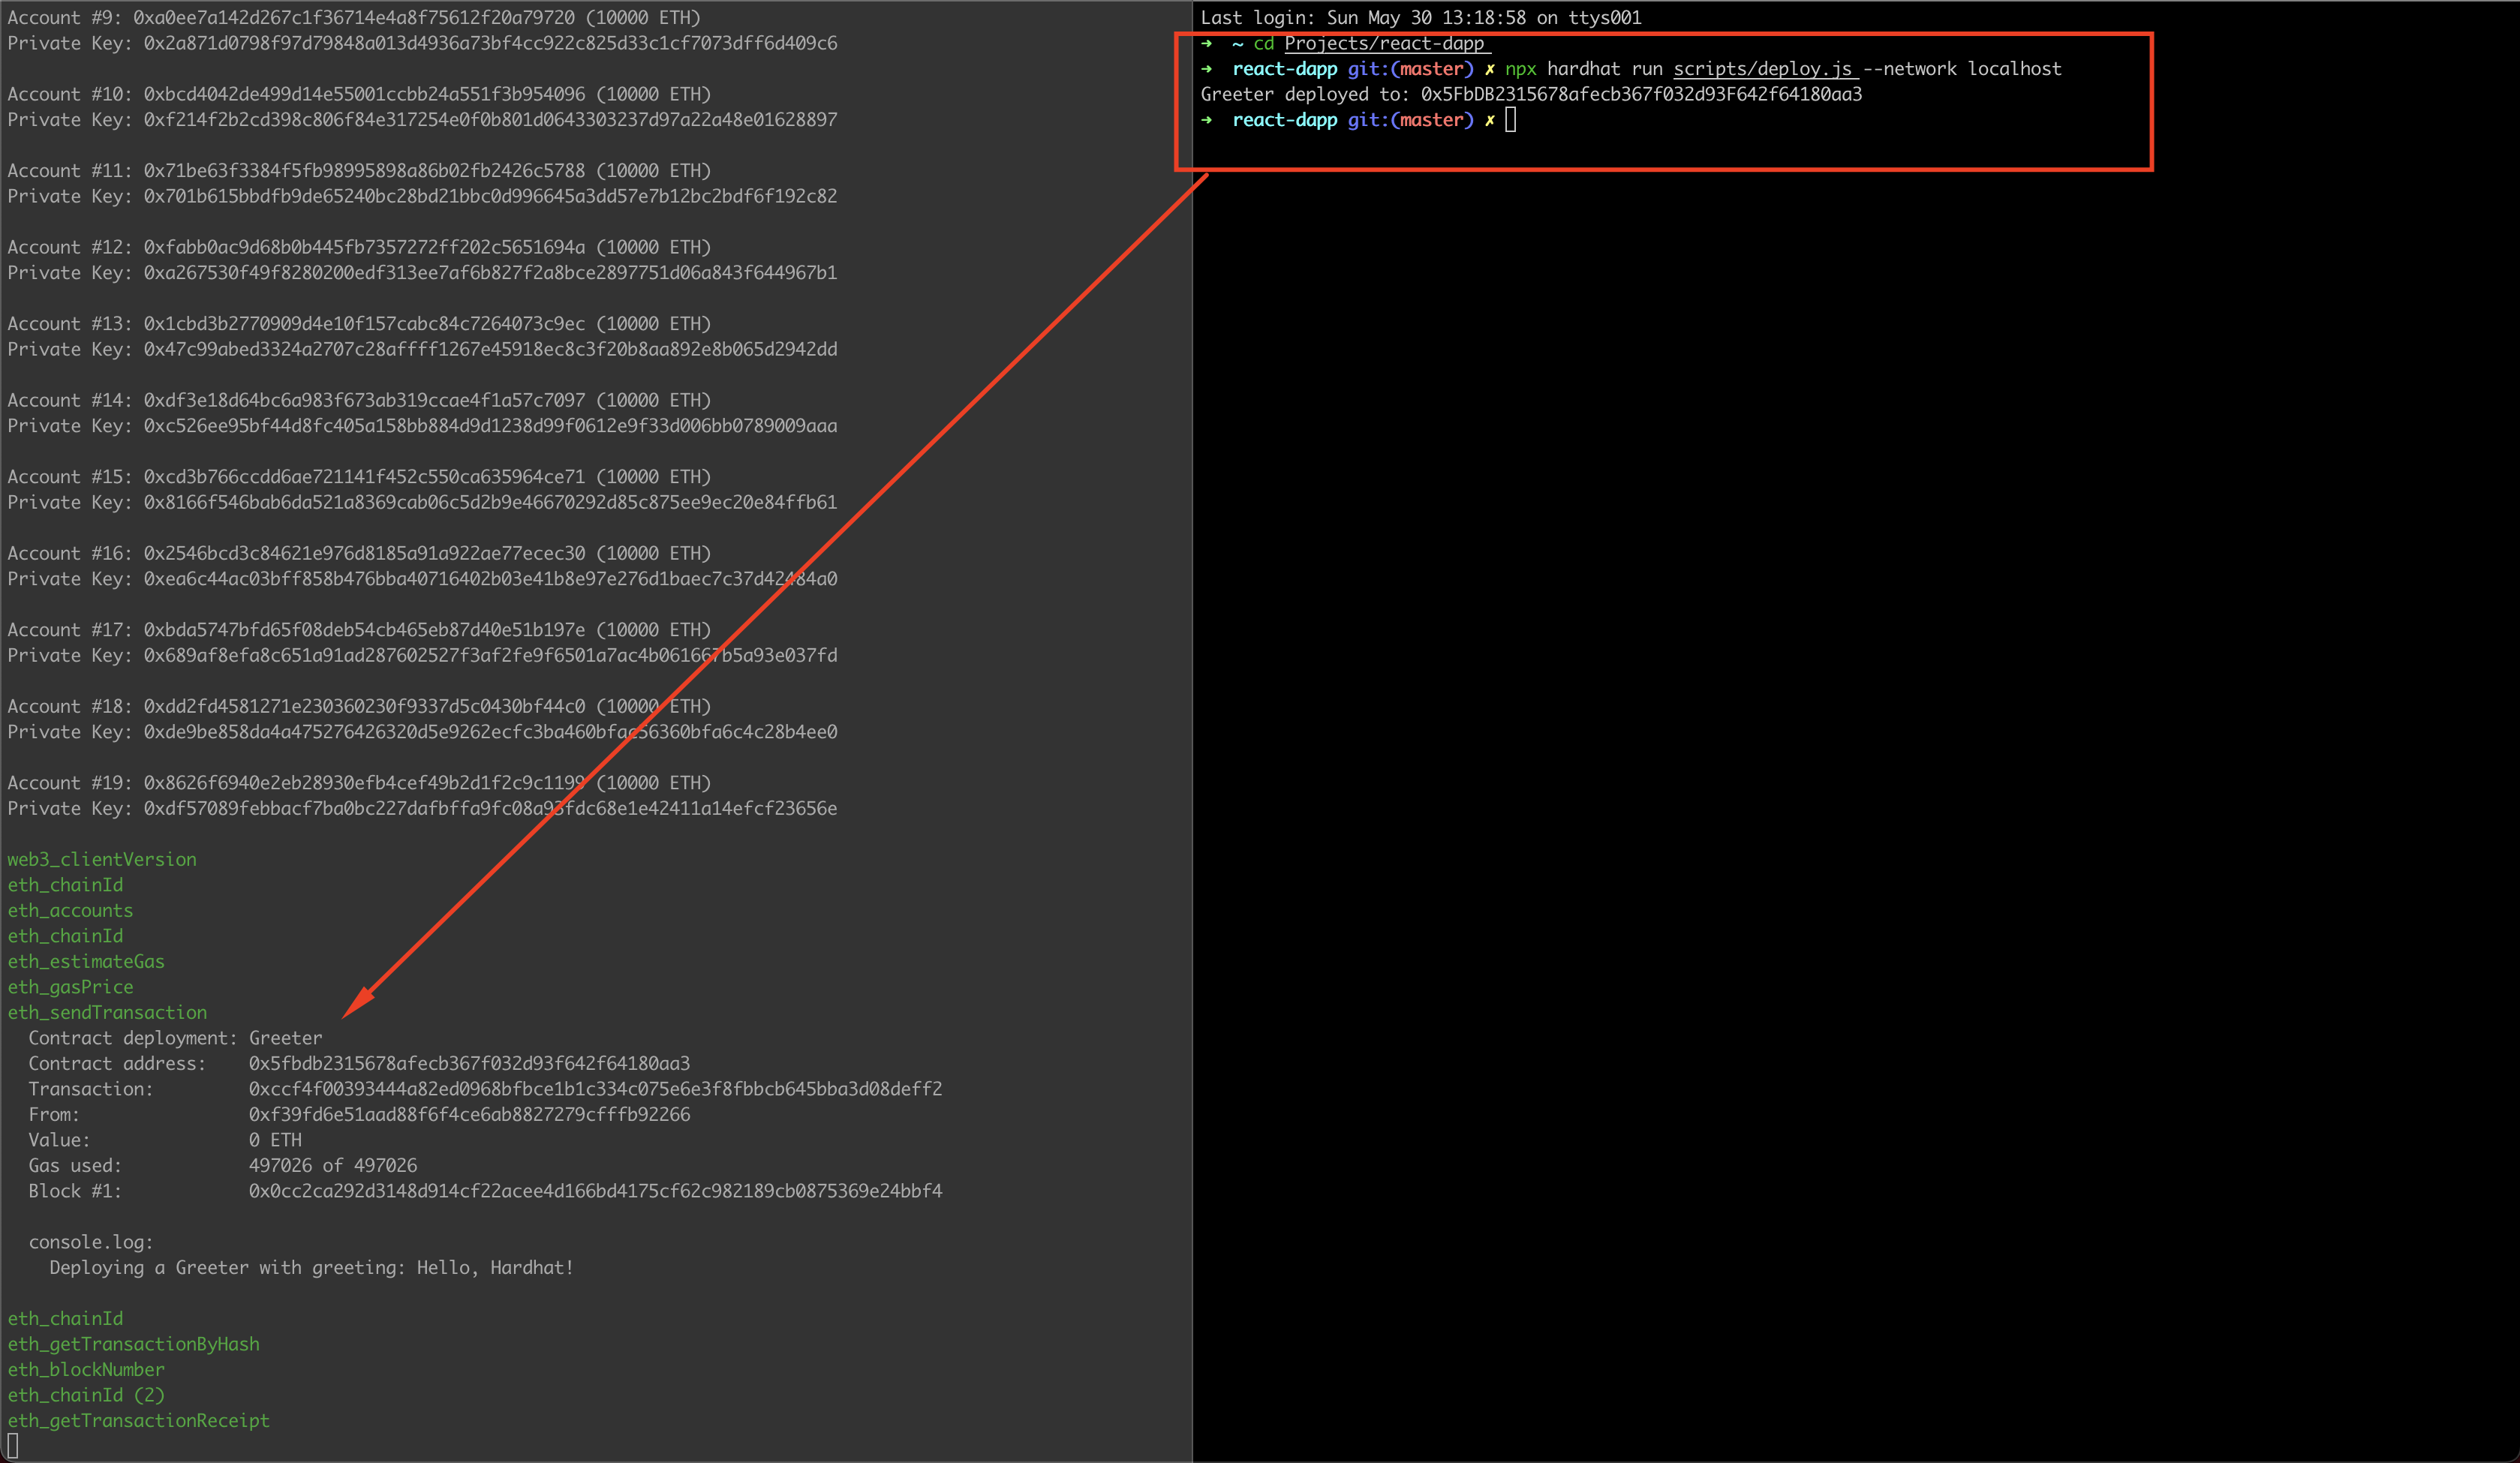 Account #9: 0xa0ee7a142d267c1f36714e4a8f75612f20a79720 (10000 ETH)
Private Key: 0x2a871d0798f97d79848a013d4936a73bf4cc922c825d33c1cf7073dff6d409c6
Account #10: 0xbcd4042de499d14e55001ccbb24a551f3b954096 (10000 ETH)
Private Key: 0xf214f2b2cd398c806f84e317254e0f0b801d0643303237d97a22a48e01628897
Account #11: 0x71be63f3384f5fb98995898a86b02fb2426c5788 (10000 ETH)
Private Key: 0x701b615bbdfb9de65240bc28bd21bbc0d996645a3dd57e7b12bc2bdf6f192c82
Account #12: 0xfabb0ac9d68b0b445fb7357272ff202c5651694a (10000 ETH)
Private Key: 0xa267530f49f8280200edf313ee7af6b827f2a8bce2897751d06a843f644967b1
Account #13: 0x1cbd3b2770909d4e10f157cabc84c7264073c9ec (10000 ETH)
Private Key: 0x47c99abed3324a2707c28affff1267e45918ec8c3f20b8aa892e8b065d2942dd
Account #14: 0xdf3e18d64bc6a983f673ab319ccae4f1a57c7097 (10000 ETH)
Private Key: 0xc526ee95bf44d8fc405a158bb884d9d1238d99f0612e9f33d006bb0789009aaa
Account #15: 0xcd3b766ccdd6ae721141f452c550ca635964ce71 (10000 ETH)
Private Key: 0x8166f546bab6da521a8369cab06c5d2b9e46670292d85c875ee9ec20e84ffb61
Account #16: 0x2546bcd3c84621e976d8185a91a922ae77ecec30 (10000 ETH)
Private Key: 0xea6c44ac03bff858b476bba40716402b03e41b8e97e276d1baec7c37d42484a0
Account #17: 0xbda5747bfd65f08deb54cb465eb87d40e51b197e (10000 ETH)
Private Key: 0x689af8efa8c651a91ad287602527f3af2fe9f6501a7ac4b061667b5a93e037fd
Account #18: 0xdd2fd4581271e230360230f9337d5c0430bf44c0 (10000 ETH)
Private Key: 0xde9be858da4a475276426320d5e9262ecfc3ba460bfac56360bfa6c4c28b4ee0
Account #19: 0x8626f6940e2eb28930efb4cef49b2d1f2c9c1199 (10000 ETH)
Private Key: 0xdf57089febbacf7ba0bc227dafbffa9fc08a93fdc68e1e42411a14efcf23656e
web3_clientVersion
eth_chainId
eth_accounts
eth_chainId
eth_estimateGas
eth_gasPrice
eth_sendTransaction
Contract deployment: Greeter
Contract address: 0x5fbdb2315678afecb367f032d93f642f64180aa3
Transaction: 0xccf4f00393444a82ed0968bfbce1b1c334c075e6e3f8fbbcb645bba3d08deff2
From: 0xf39fd6e51aad88f6f4ce6ab8827279cfffb92266
Value: 0 ETH
Gas used: 497026 of 497026
Block #1: 0x0cc2ca292d3148d914cf22acee4d166bd4175cf62c982189cb0875369e24bbf4
console.log:
Deploying a Greeter with greeting: Hello, Hardhat!
eth_chainId
eth_getTransactionByHash
eth_blockNumber
eth_chainId (2)
eth_getTransactionReceipt
Last login: Sun May 30 13:18:58 on ttys001
➜ ~ cd Projects/react-dapp
➜ react-dapp git:(master) ✗ npx hardhat run scripts/deploy.js --network localhost
Greeter deployed to: 0x5FbDB2315678afecb367f032d93F642f64180aa3
➜ react-dapp git:(master) ✗